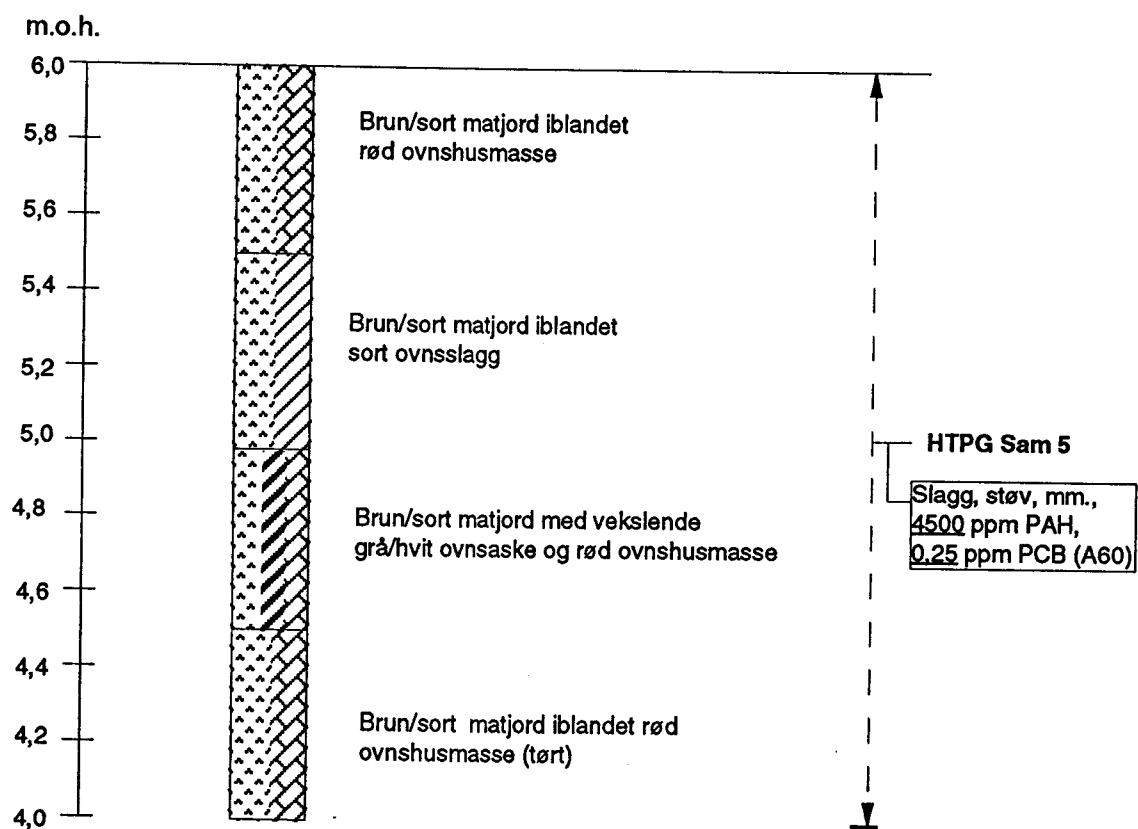 m.o.h.
6,0
5,8
5,6
5,4
5,2
5,0
4,8
4,6
4,4
4,2
4,0
Brun/sort matjord iblandet
rød ovnshusmasse
Brun/sort matjord iblandet
sort ovnsslagg
Brun/sort matjord med vekslende
grå/hvit ovnsaske og rød ovnshusmasse
Brun/sort matjord iblandet rød
ovnshusmasse (tørt)
HTPG Sam 5
Slagg, støv, mm.,
4500 ppm PAH,
0,25 ppm PCB (A60)